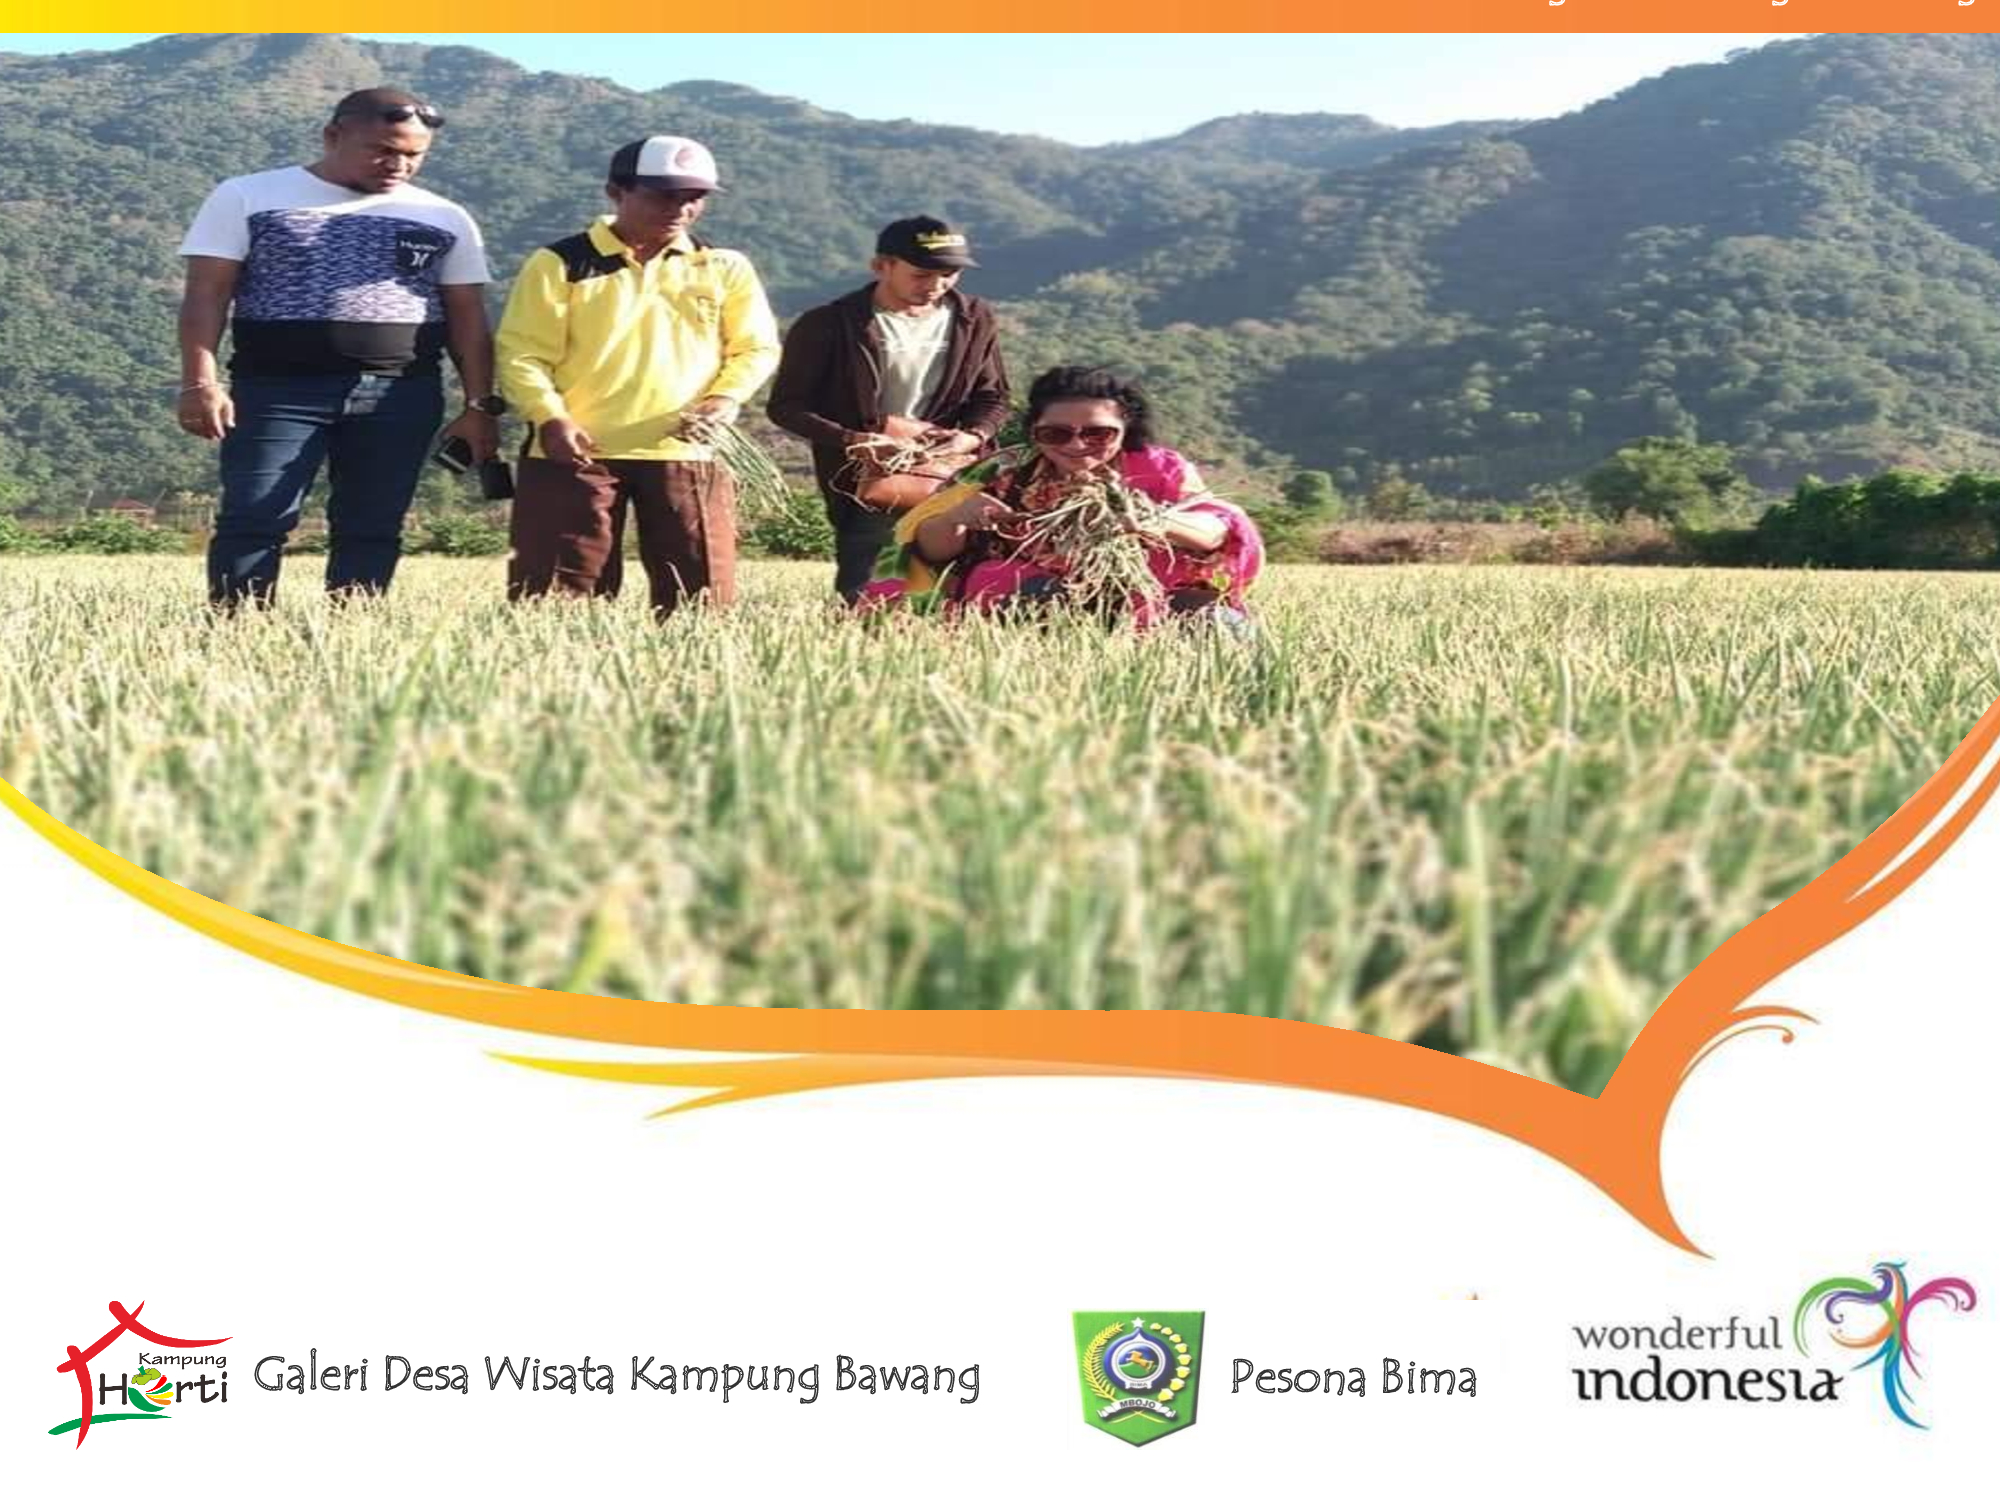 Kampung
Horti
Galeri Desa Wisata Kampung Bawang
MBOJO
Pesona Bima
wonderful
indonesia